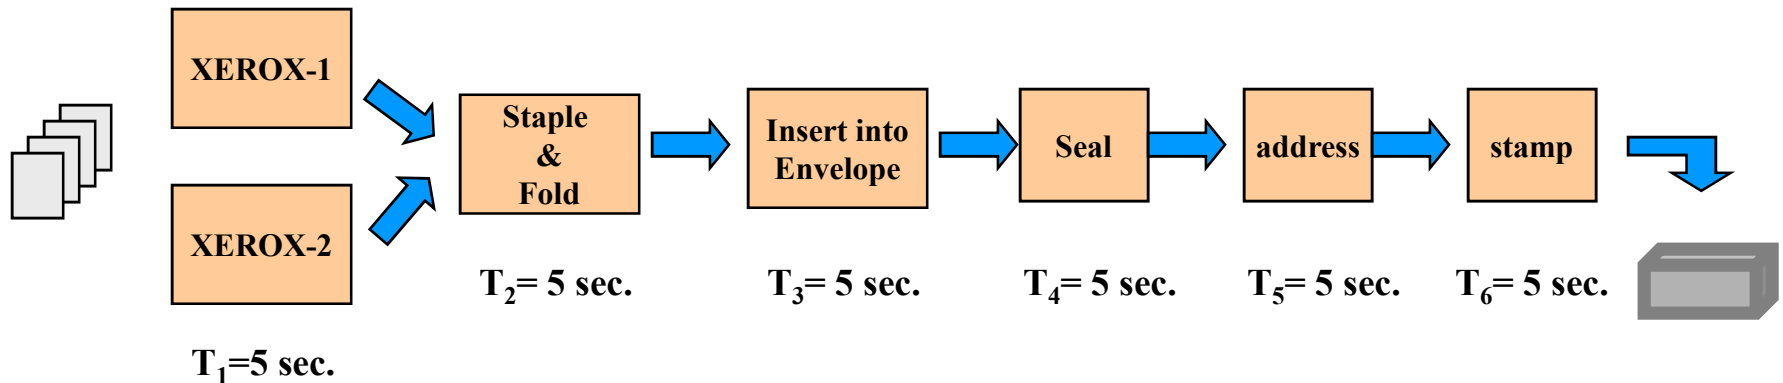 XEROX-1
XEROX-2
Staple
&
Fold
Insert into
Envelope
Seal
address
stamp
T₁=5 sec.
T₂= 5 sec.
T₃= 5 sec.
T₄= 5 sec.
T₅= 5 sec.
T₆= 5 sec.